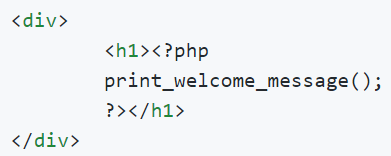 <div>
<h1><?php
print_welcome_message();
?></h1>
</div>